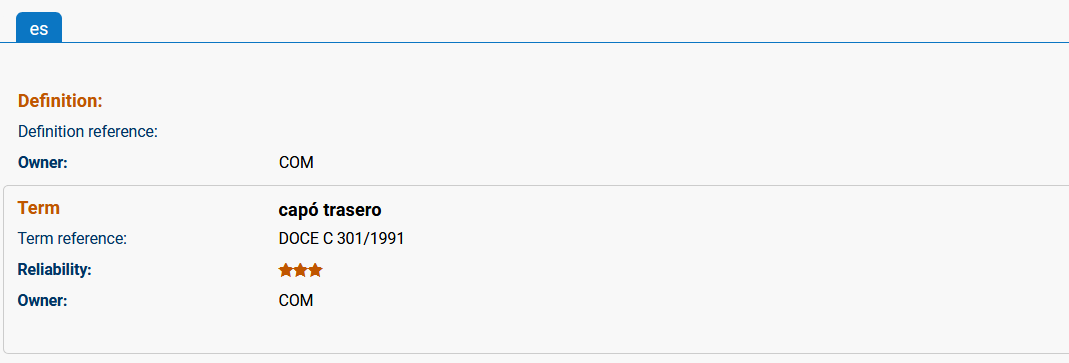 es
Definition:
Definition reference:
Owner: COM
Term capó trasero
Term reference: DOCE C 301/1991
Reliability: ★★★
Owner: COM